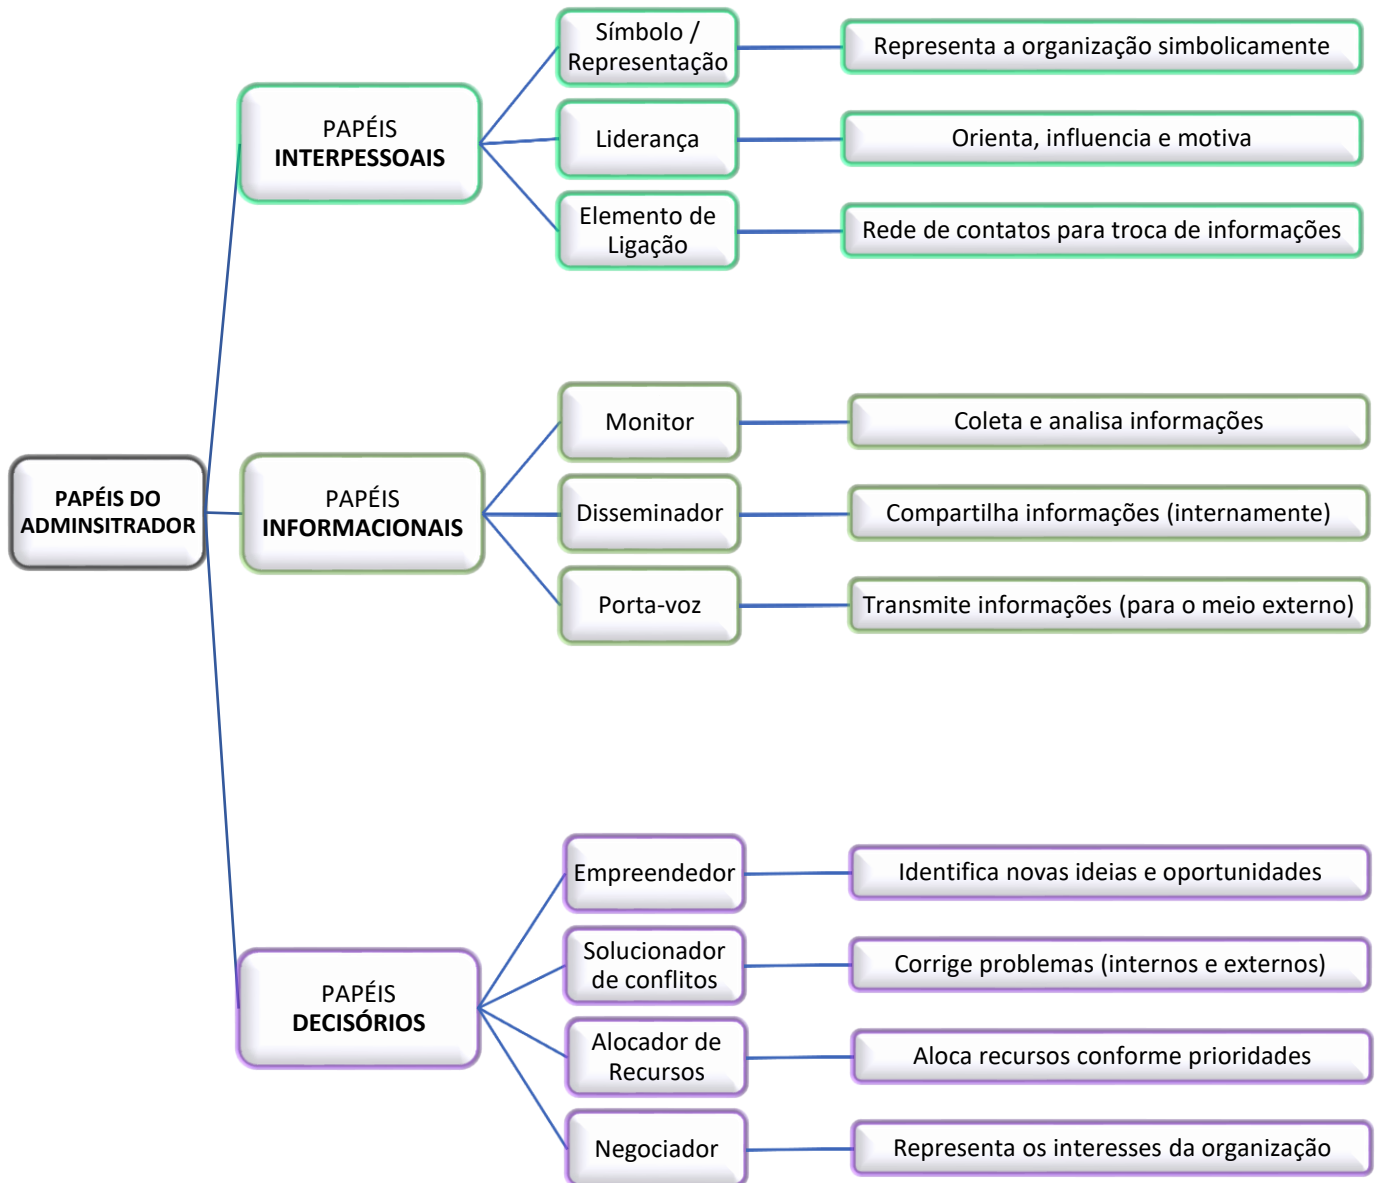 PAPÉIS DO
ADMINSITRADOR
PAPÉIS
INTERPESSOAIS
Símbolo /
Representação
Representa a organização simbolicamente
Liderança
Orienta, influencia e motiva
Elemento de
Ligação
Rede de contatos para troca de informações
PAPÉIS
INFORMACIONAIS
Monitor
Coleta e analisa informações
Disseminador
Compartilha informações (internamente)
Porta-voz
Transmite informações (para o meio externo)
PAPÉIS
DECISÓRIOS
Empreendedor
Identifica novas ideias e oportunidades
Solucionador
de conflitos
Corrige problemas (internos e externos)
Alocador de
Recursos
Aloca recursos conforme prioridades
Negociador
Representa os interesses da organização